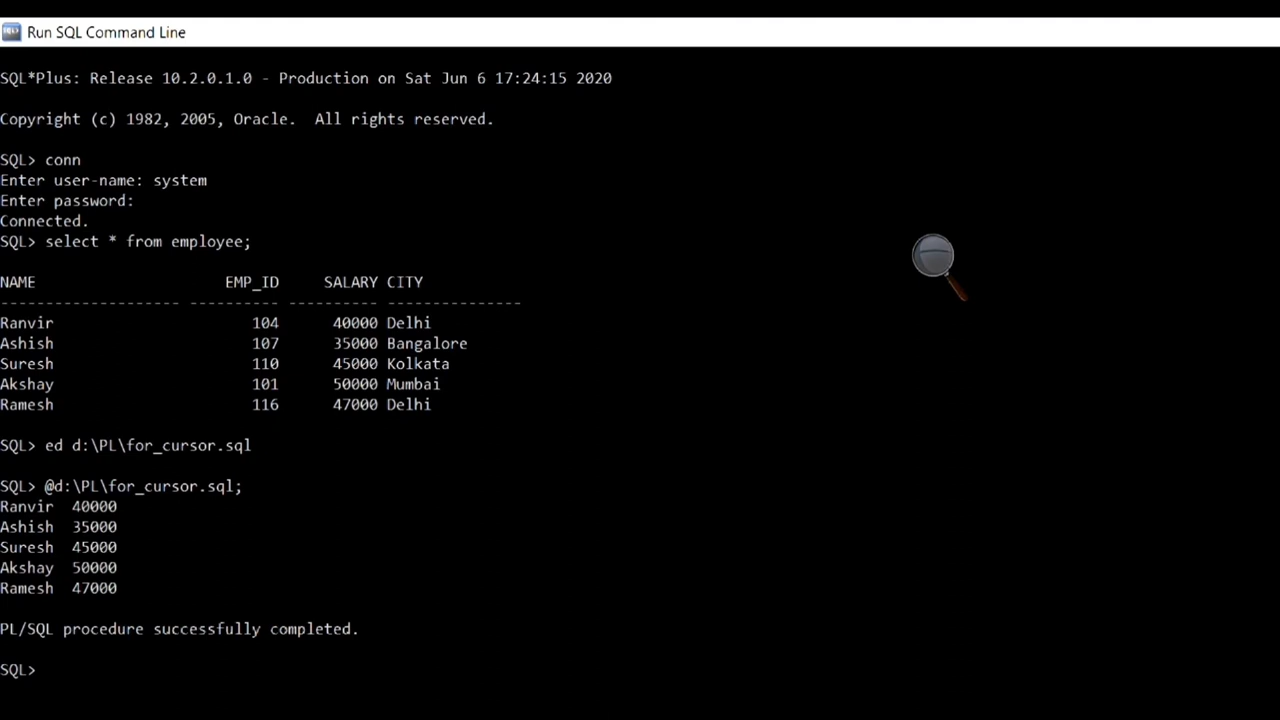 Run SQL Command Line
SQL*Plus: Release 10.2.0.1.0 - Production on Sat Jun 6 17:24:15 2020
Copyright (c) 1982, 2005, Oracle.  All rights reserved.
SQL> conn
Enter user-name: system
Enter password:
Connected.
SQL> select * from employee;
NAME                      EMP_ID     SALARY CITY
-------------------- ---------- ---------- ---------------
Ranvir                       104      40000 Delhi
Ashish                       107      35000 Bangalore
Suresh                       110      45000 Kolkata
Akshay                       101      50000 Mumbai
Ramesh                       116      47000 Delhi
SQL> ed d:\PL\for_cursor.sql
SQL> @d:\PL\for_cursor.sql;
Ranvir  40000
Ashish  35000
Suresh  45000
Akshay  50000
Ramesh  47000
PL/SQL procedure successfully completed.
SQL>